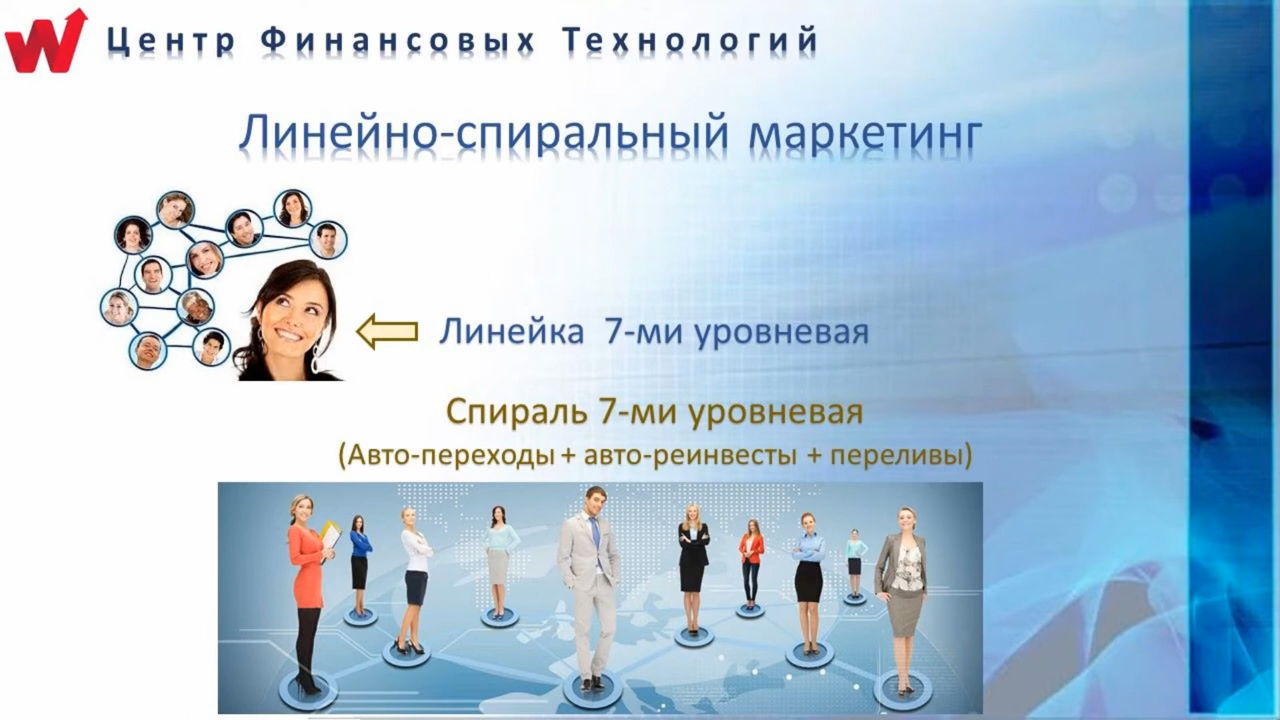 Центр Финансовых Технологий
Линейно-спиральный маркетинг
Линейка 7-ми уровневая
Спираль 7-ми уровневая
(Авто-переходы + авто-реинвесты + переливы)